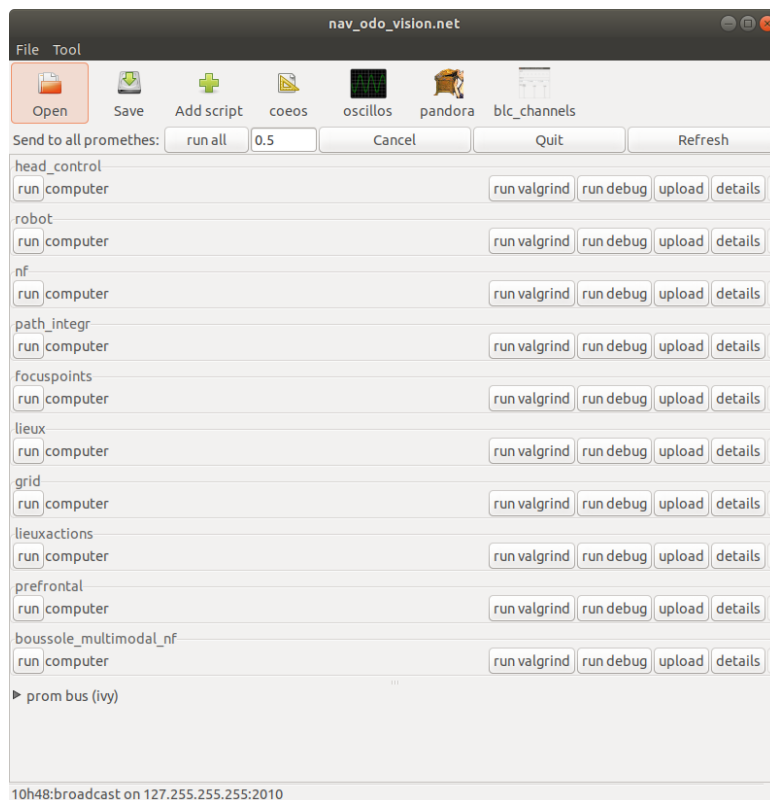 nav_odo_vision.net
File Tool
Open Save Add script coeos oscillos pandora blc_channels
Send to all promethes: run all 0.5 Cancel Quit Refresh
head_control
run computer run valgrind run debug upload details
robot
run computer run valgrind run debug upload details
nf
run computer run valgrind run debug upload details
path_integr
run computer run valgrind run debug upload details
focuspoints
run computer run valgrind run debug upload details
lieux
run computer run valgrind run debug upload details
grid
run computer run valgrind run debug upload details
lieuxactions
run computer run valgrind run debug upload details
prefrontal
run computer run valgrind run debug upload details
boussole_multimodal_nf
run computer run valgrind run debug upload details
prom bus (ivy)
10h48:broadcast on 127.255.255.255:2010